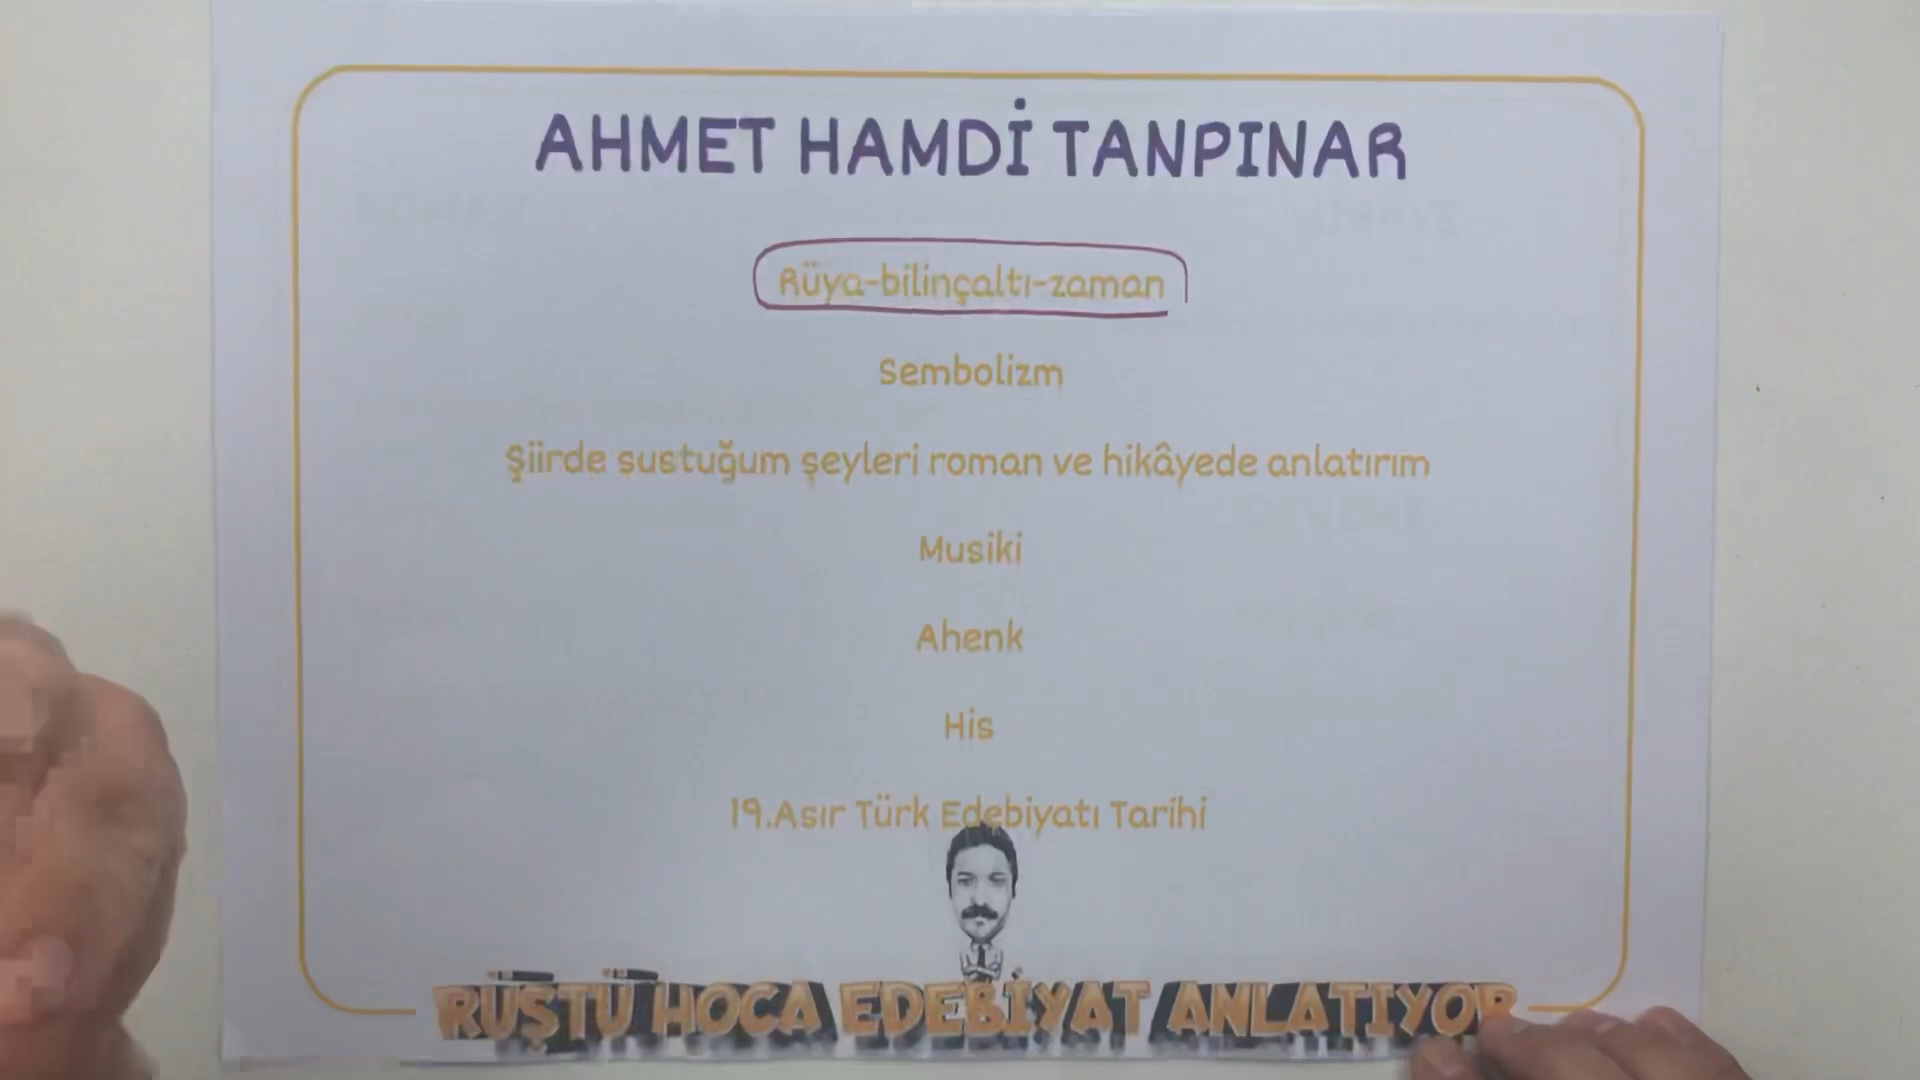 AHMET HAMDİ TANPINAR
Rüya-bilinçaltı-zaman
Sembolizm
Şiirde sustuğum şeyleri roman ve hikâyede anlatırım
Musiki
Ahenk
His
19.Asır Türk Edebiyatı Tarihi
RÜŞTÜ HOCA EDEBİYAT ANLATIYOR